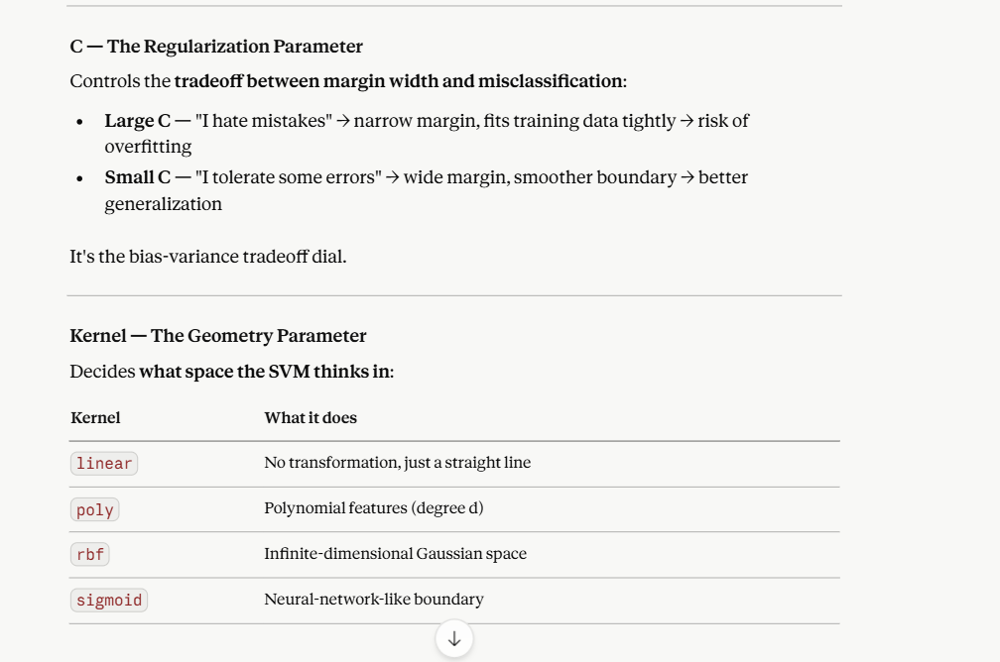 C — The Regularization Parameter
Controls the tradeoff between margin width and misclassification:
• Large C — "I hate mistakes" → narrow margin, fits training data tightly → risk of
overfitting
• Small C — "I tolerate some errors" → wide margin, smoother boundary → better
generalization
It's the bias-variance tradeoff dial.
Kernel — The Geometry Parameter
Decides what space the SVM thinks in:
Kernel What it does
linear No transformation, just a straight line
poly Polynomial features (degree d)
rbf Infinite-dimensional Gaussian space
sigmoid Neural-network-like boundary